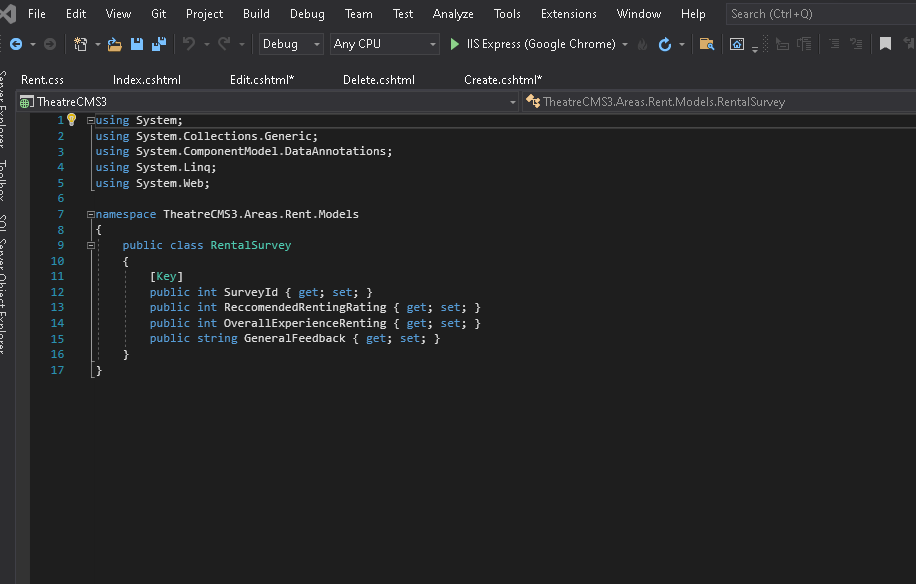 File Edit View Git Project Build Debug Team Test Analyze Tools Extensions Window Help Search (Ctrl+Q)
Debug Any CPU IIS Express (Google Chrome)
Rent.css Index.cshtml Edit.cshtml* Delete.cshtml Create.cshtml*
TheatreCMS3 TheatreCMS3.Areas.Rent.Models.RentalSurvey
Server Explorer
Toolbox
SQL Server Object Explorer
1 using System;
2 using System.Collections.Generic;
3 using System.ComponentModel.DataAnnotations;
4 using System.Linq;
5 using System.Web;
6
7 namespace TheatreCMS3.Areas.Rent.Models
8 {
9 public class RentalSurvey
10 {
11 [Key]
12 public int SurveyId { get; set; }
13 public int ReccomendedRentingRating { get; set; }
14 public int OverallExperienceRenting { get; set; }
15 public string GeneralFeedback { get; set; }
16 }
17 }